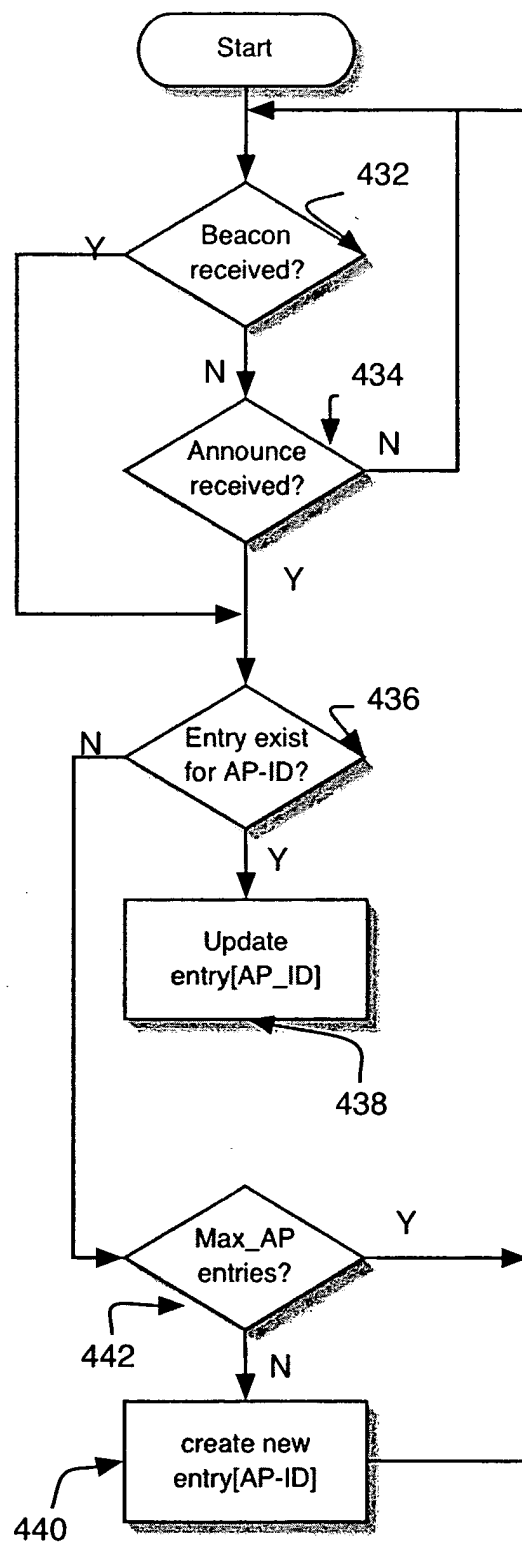 Start
432
Y
Beacon
received?
N
434
Announce
received?
N
Y
436
N
Entry exist
for AP-ID?
Y
Update
entry[AP_ID]
438
Y
Max_AP
entries?
442
N
create new
entry[AP-ID]
440